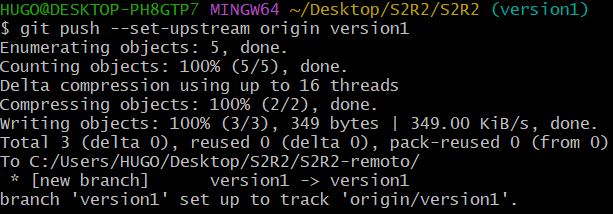 HUGO@DESKTOP-PH8GTP7 MINGW64 ~/Desktop/S2R2/S2R2 (version1)
$ git push --set-upstream origin version1
Enumerating objects: 5, done.
Counting objects: 100% (5/5), done.
Delta compression using up to 16 threads
Compressing objects: 100% (2/2), done.
Writing objects: 100% (3/3), 349 bytes | 349.00 KiB/s, done.
Total 3 (delta 0), reused 0 (delta 0), pack-reused 0 (from 0)
To C:/Users/HUGO/Desktop/S2R2/S2R2-remoto/
 * [new branch]      version1 -> version1
branch 'version1' set up to track 'origin/version1'.